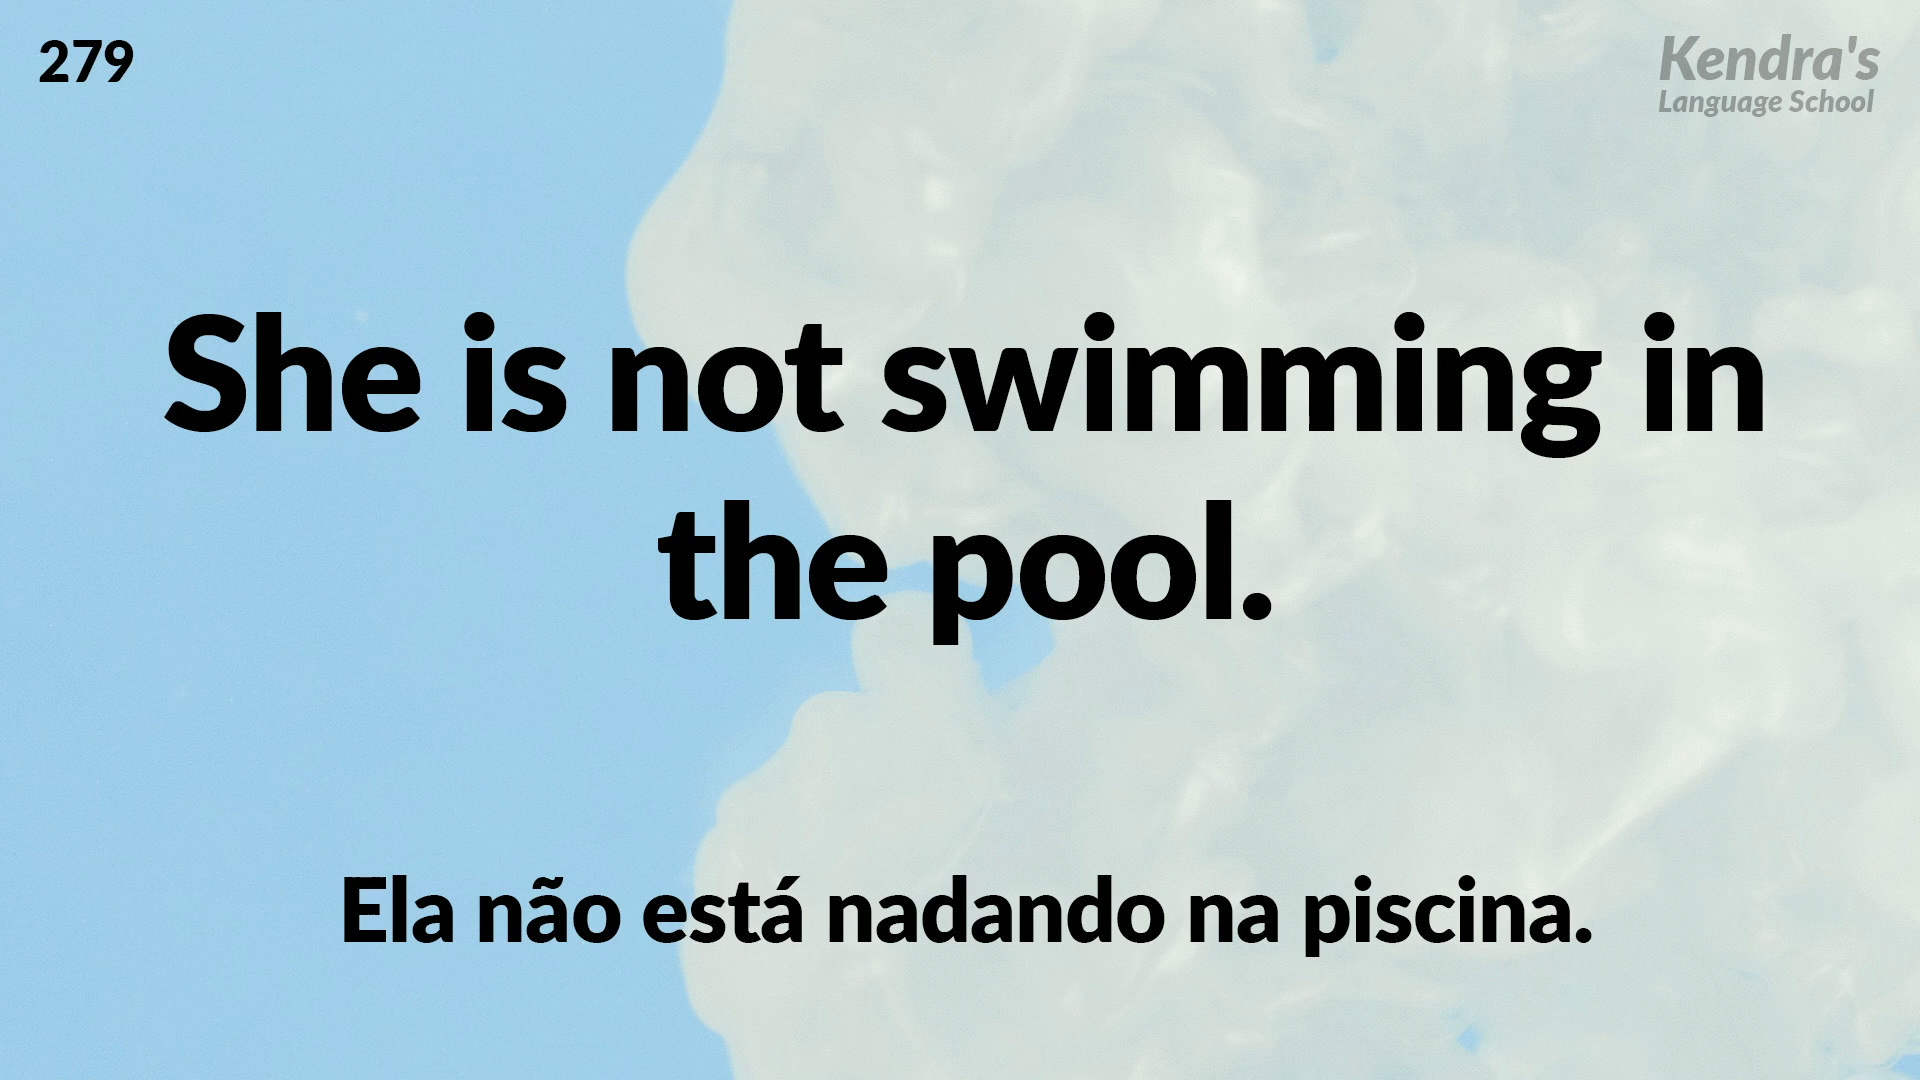 279
Kendra's
Language School
She is not swimming in
the pool.
Ela não está nadando na piscina.